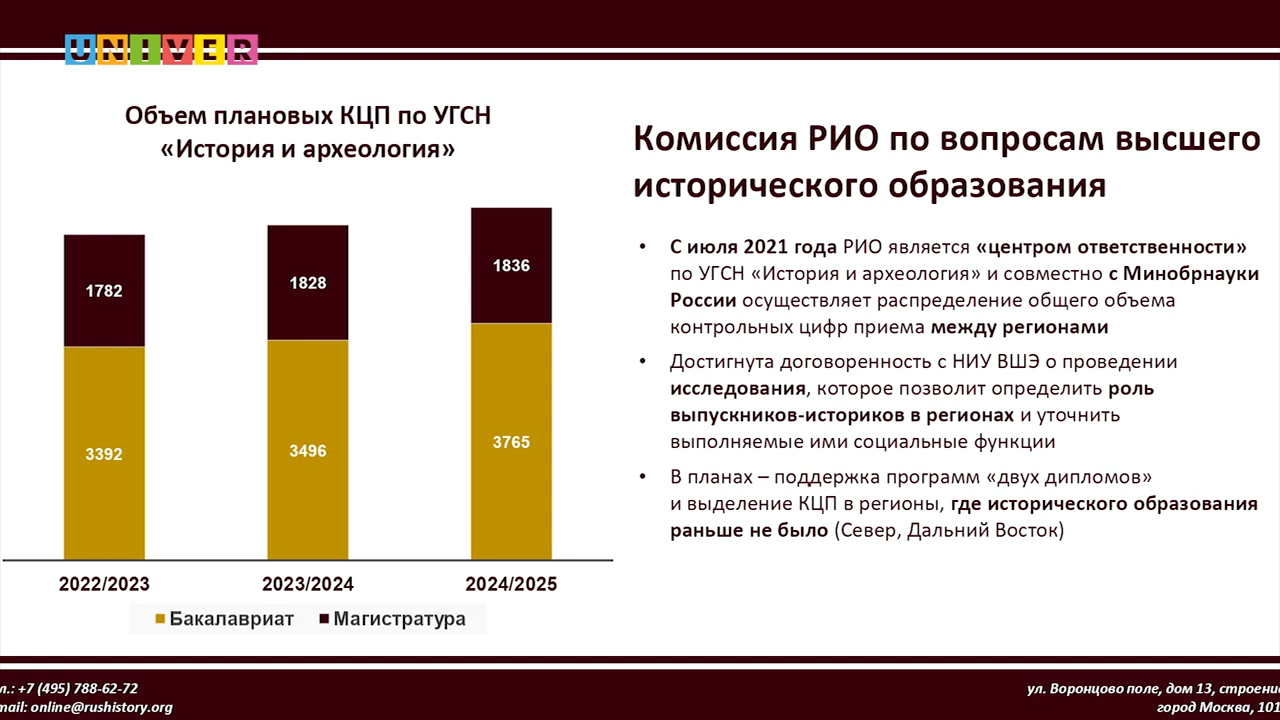 UNIVER
Объем плановых КЦП по УГСН
«История и археология»
1782
1828
1836
3392
3496
3765
2022/2023
2023/2024
2024/2025
Бакалавриат
Магистратура
Комиссия РИО по вопросам высшего
исторического образования
• С июля 2021 года РИО является «центром ответственности»
по УГСН «История и археология» и совместно с Минобрнауки
России осуществляет распределение общего объема
контрольных цифр приема между регионами
• Достигнута договоренность с НИУ ВШЭ о проведении
исследования, которое позволит определить роль
выпускников-историков в регионах и уточнить
выполняемые ими социальные функции
• В планах – поддержка программ «двух дипломов»
и выделение КЦП в регионы, где исторического образования
раньше не было (Север, Дальний Восток)
л.: +7 (495) 788-62-72
mail: online@rushistory.org
ул. Воронцово поле, дом 13, строение
город Москва, 101